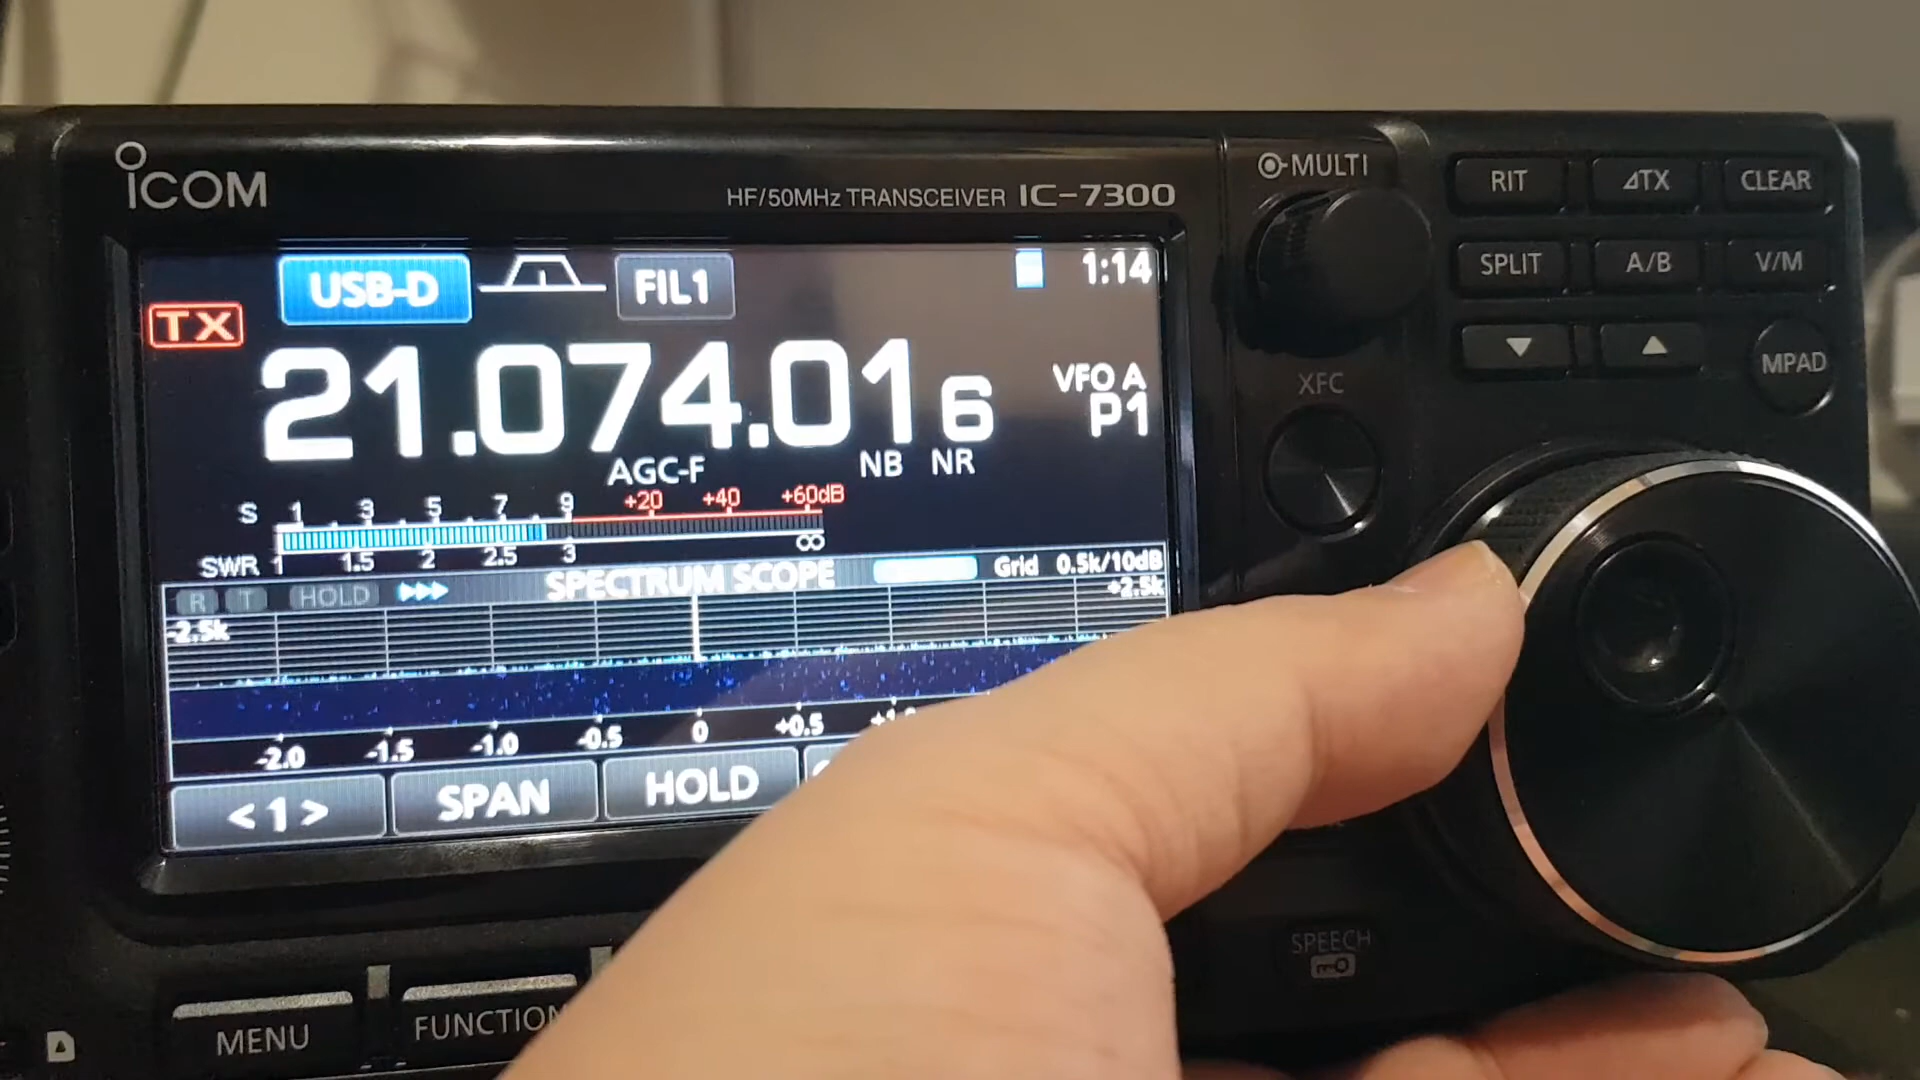 ICOM
HF/50MHz TRANSCEIVER IC-7300
MULTI
RIT ⊿TX CLEAR
SPLIT A/B V/M
▼ ▲
MPAD
XFC
USB-D FIL1 1:14
TX
21.074.016
VFO A
P1
AGC-F NB NR
S 1 3 5 7 9 +20 +40 +60dB
SWR 1 1.5 2 2.5 3 ∞
R T HOLD SPECTRUM SCOPE Grid 0.5k/10dB
-2.5k +2.5k
-2.0 -1.5 -1.0 -0.5 0 +0.5
<1> SPAN HOLD
SPEECH
MENU FUNCTION